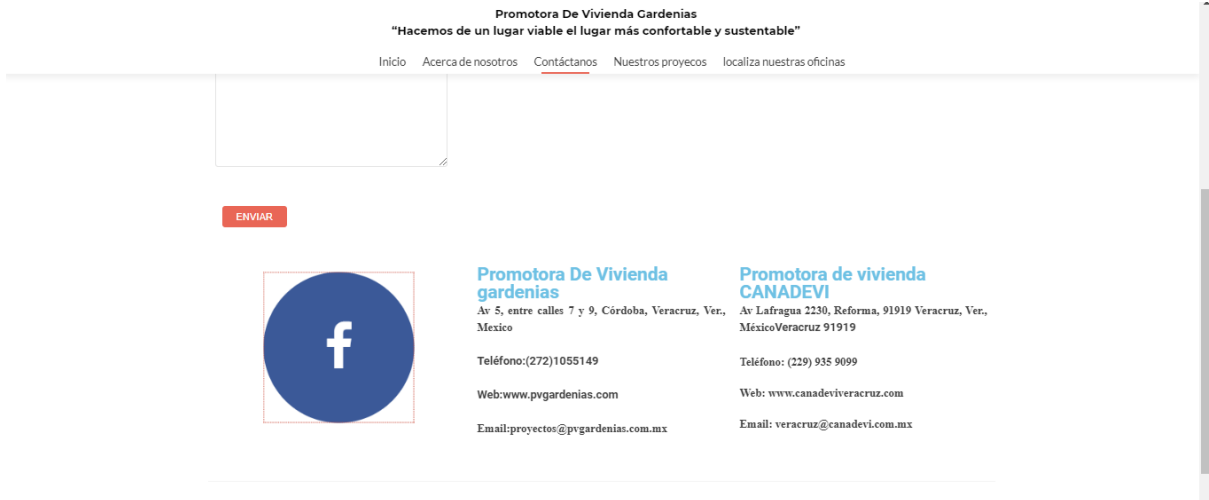 Promotora De Vivienda Gardenias
“Hacemos de un lugar viable el lugar más confortable y sustentable”
Inicio Acerca de nosotros Contáctanos Nuestros proyecos localiza nuestras oficinas
ENVIAR
f
Promotora De Vivienda
gardenias
Av 5, entre calles 7 y 9, Córdoba, Veracruz, Ver.,
Mexico
Teléfono:(272)1055149
Web:www.pvgardenias.com
Email:proyectos@pvgardenias.com.mx
Promotora de vivienda
CANADEVI
Av Lafragua 2230, Reforma, 91919 Veracruz, Ver.,
MéxicoVeracruz 91919
Teléfono: (229) 935 9099
Web: www.canadeviveracruz.com
Email: veracruz@canadevi.com.mx